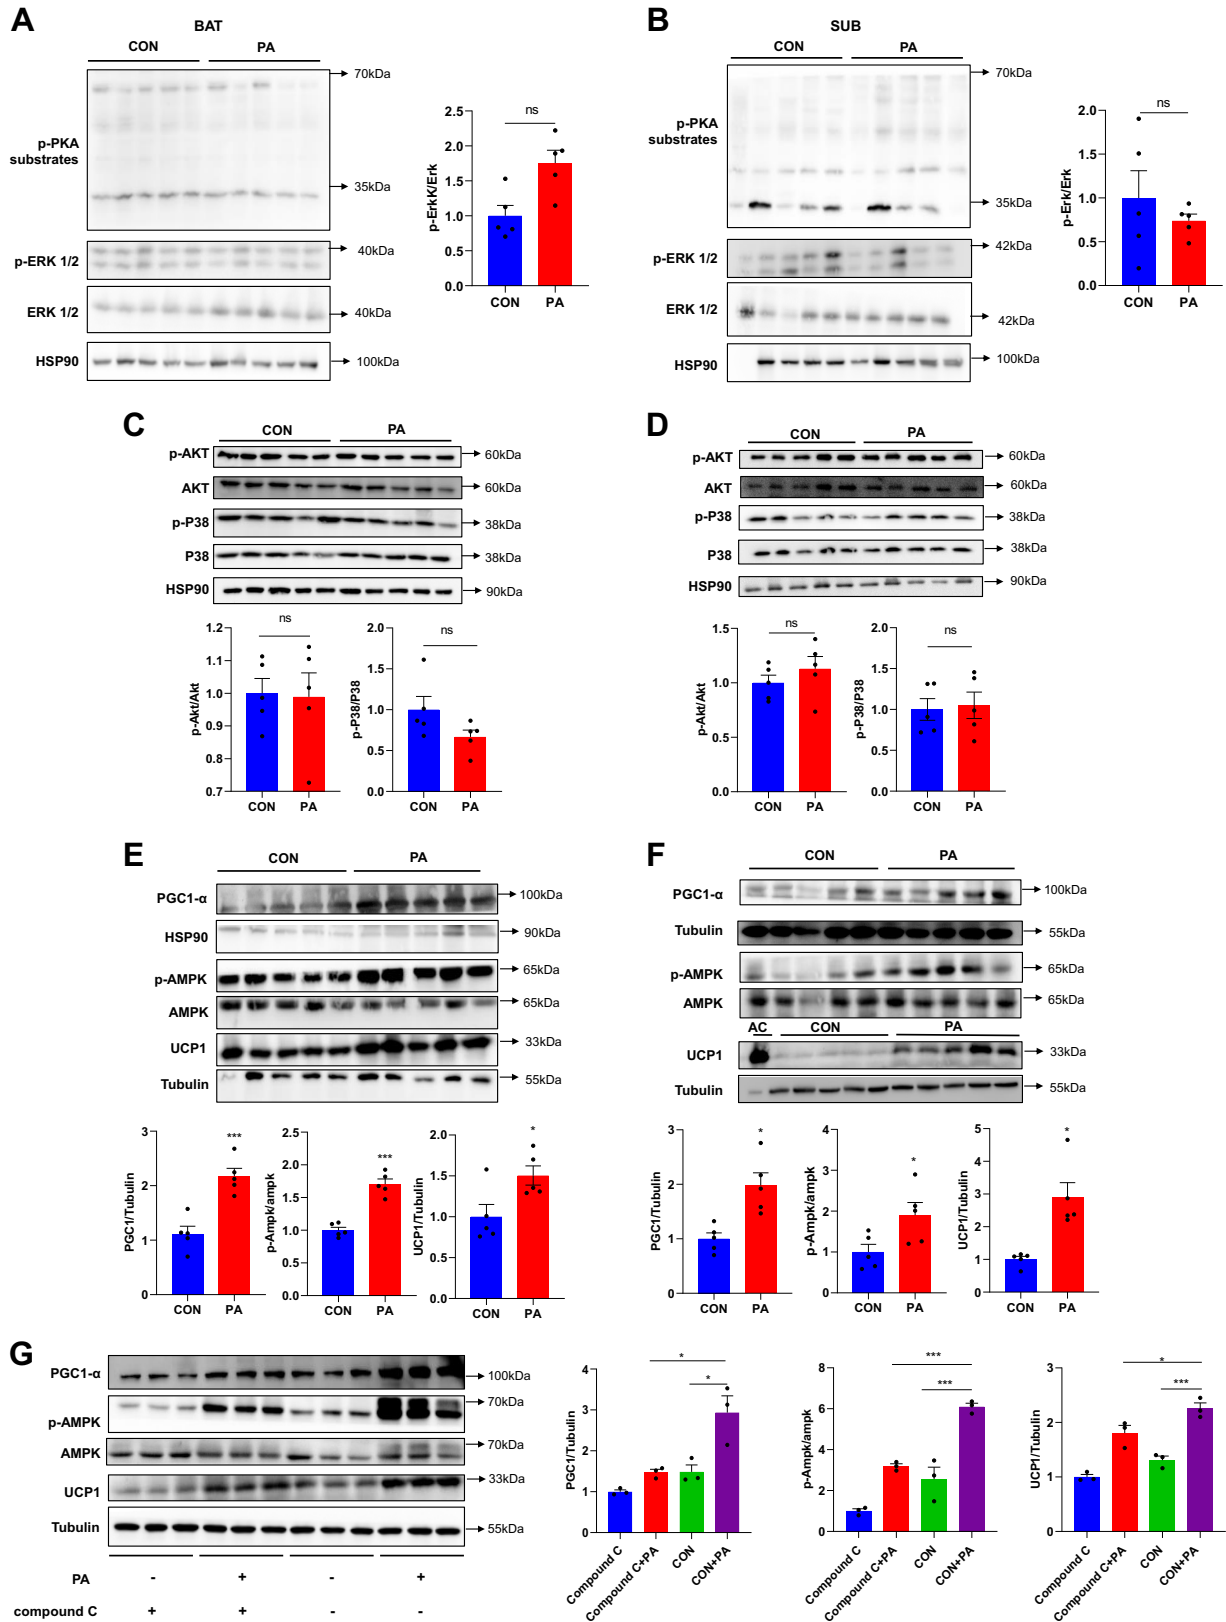 A
BAT
CON PA
p-PKA
substrates
70kDa
35kDa
p-ERK 1/2
40kDa
ERK 1/2
40kDa
HSP90
100kDa
p-ErkK/Erk
2.5
2.0
1.5
1.0
0.5
0.0
ns
CON PA
B
SUB
CON PA
p-PKA
substrates
70kDa
35kDa
p-ERK 1/2
42kDa
ERK 1/2
42kDa
HSP90
100kDa
p-Erk/Erk
2.0
1.5
1.0
0.5
0.0
ns
CON PA
C
CON PA
p-AKT 60kDa
AKT 60kDa
p-P38 38kDa
P38 38kDa
HSP90 90kDa
p-Akt/Akt
1.2
1.1
1.0
0.9
0.8
0.7
ns
CON PA
p-P38/P38
2.0
1.5
1.0
0.5
0.0
ns
CON PA
D
CON PA
p-AKT 60kDa
AKT 60kDa
p-P38 38kDa
P38 38kDa
HSP90 90kDa
p-Akt/Akt
1.5
1.0
0.5
0.0
ns
CON PA
p-P38/P38
2.0
1.5
1.0
0.5
0.0
ns
CON PA
E
CON PA
PGC1-α 100kDa
HSP90 90kDa
p-AMPK 65kDa
AMPK 65kDa
UCP1 33kDa
Tubulin 55kDa
PGC1/Tubulin
3
2
1
0
***
CON PA
p-Ampk/ampk
2.5
2.0
1.5
1.0
0.5
0.0
***
CON PA
UCP1/Tubulin
2.0
1.5
1.0
0.5
0.0
*
CON PA
F
CON PA
PGC1-α 100kDa
Tubulin 55kDa
p-AMPK 65kDa
AMPK 65kDa
AC CON PA
UCP1 33kDa
Tubulin 55kDa
PGC1/Tubulin
3
2
1
0
*
CON PA
p-Ampk/ampk
4
3
2
1
0
*
CON PA
UCP1/Tubulin
5
4
3
2
1
0
*
CON PA
G
PGC1-α 100kDa
p-AMPK 70kDa
AMPK 70kDa
UCP1 33kDa
Tubulin 55kDa
PA - + - +
compound C + + - -
PGC1/Tubulin
4
3
2
1
0
*
*
Compound C
Compound C+PA
CON
CON+PA
p-Ampk/ampk
8
6
4
2
0
***
***
Compound C
Compound C+PA
CON
CON+PA
UCP1/Tubulin
3
2
1
0
*
***
Compound C
Compound C+PA
CON
CON+PA